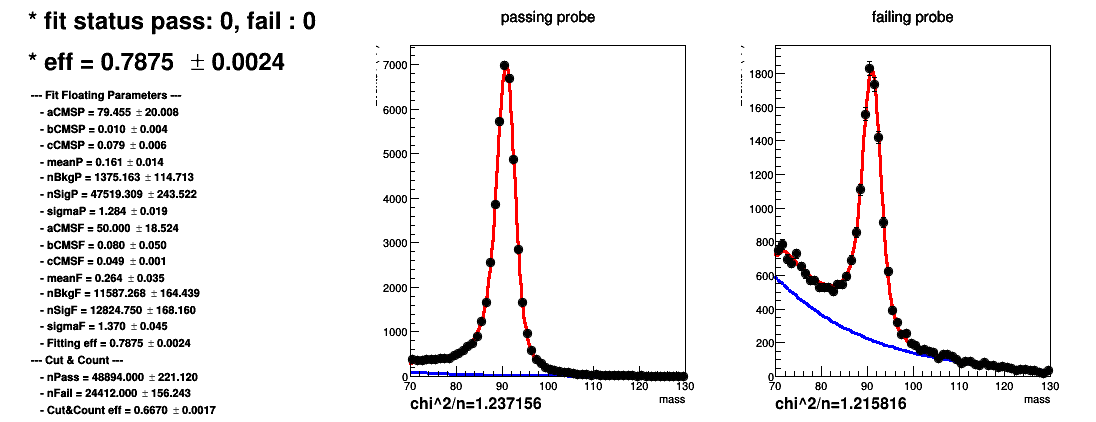 * fit status pass: 0, fail : 0
* eff = 0.7875 ± 0.0024
--- Fit Floating Parameters ---
- aCMSP = 79.455 ± 20.008
- bCMSP = 0.010 ± 0.004
- cCMSP = 0.079 ± 0.006
- meanP = 0.161 ± 0.014
- nBkgP = 1375.163 ± 114.713
- nSigP = 47519.309 ± 243.522
- sigmaP = 1.284 ± 0.019
- aCMSF = 50.000 ± 18.524
- bCMSF = 0.080 ± 0.050
- cCMSF = 0.049 ± 0.001
- meanF = 0.264 ± 0.035
- nBkgF = 11587.268 ± 164.439
- nSigF = 12824.750 ± 168.160
- sigmaF = 1.370 ± 0.045
- Fitting eff = 0.7875 ± 0.0024
--- Cut & Count ---
- nPass = 48894.000 ± 221.120
- nFail = 24412.000 ± 156.243
- Cut&Count eff = 0.6670 ± 0.0017
passing probe
7000
6000
5000
4000
3000
2000
1000
0
70 80 90 100 110 120 130
mass
chi^2/n=1.237156
failing probe
1800
1600
1400
1200
1000
800
600
400
200
0
70 80 90 100 110 120 130
mass
chi^2/n=1.215816